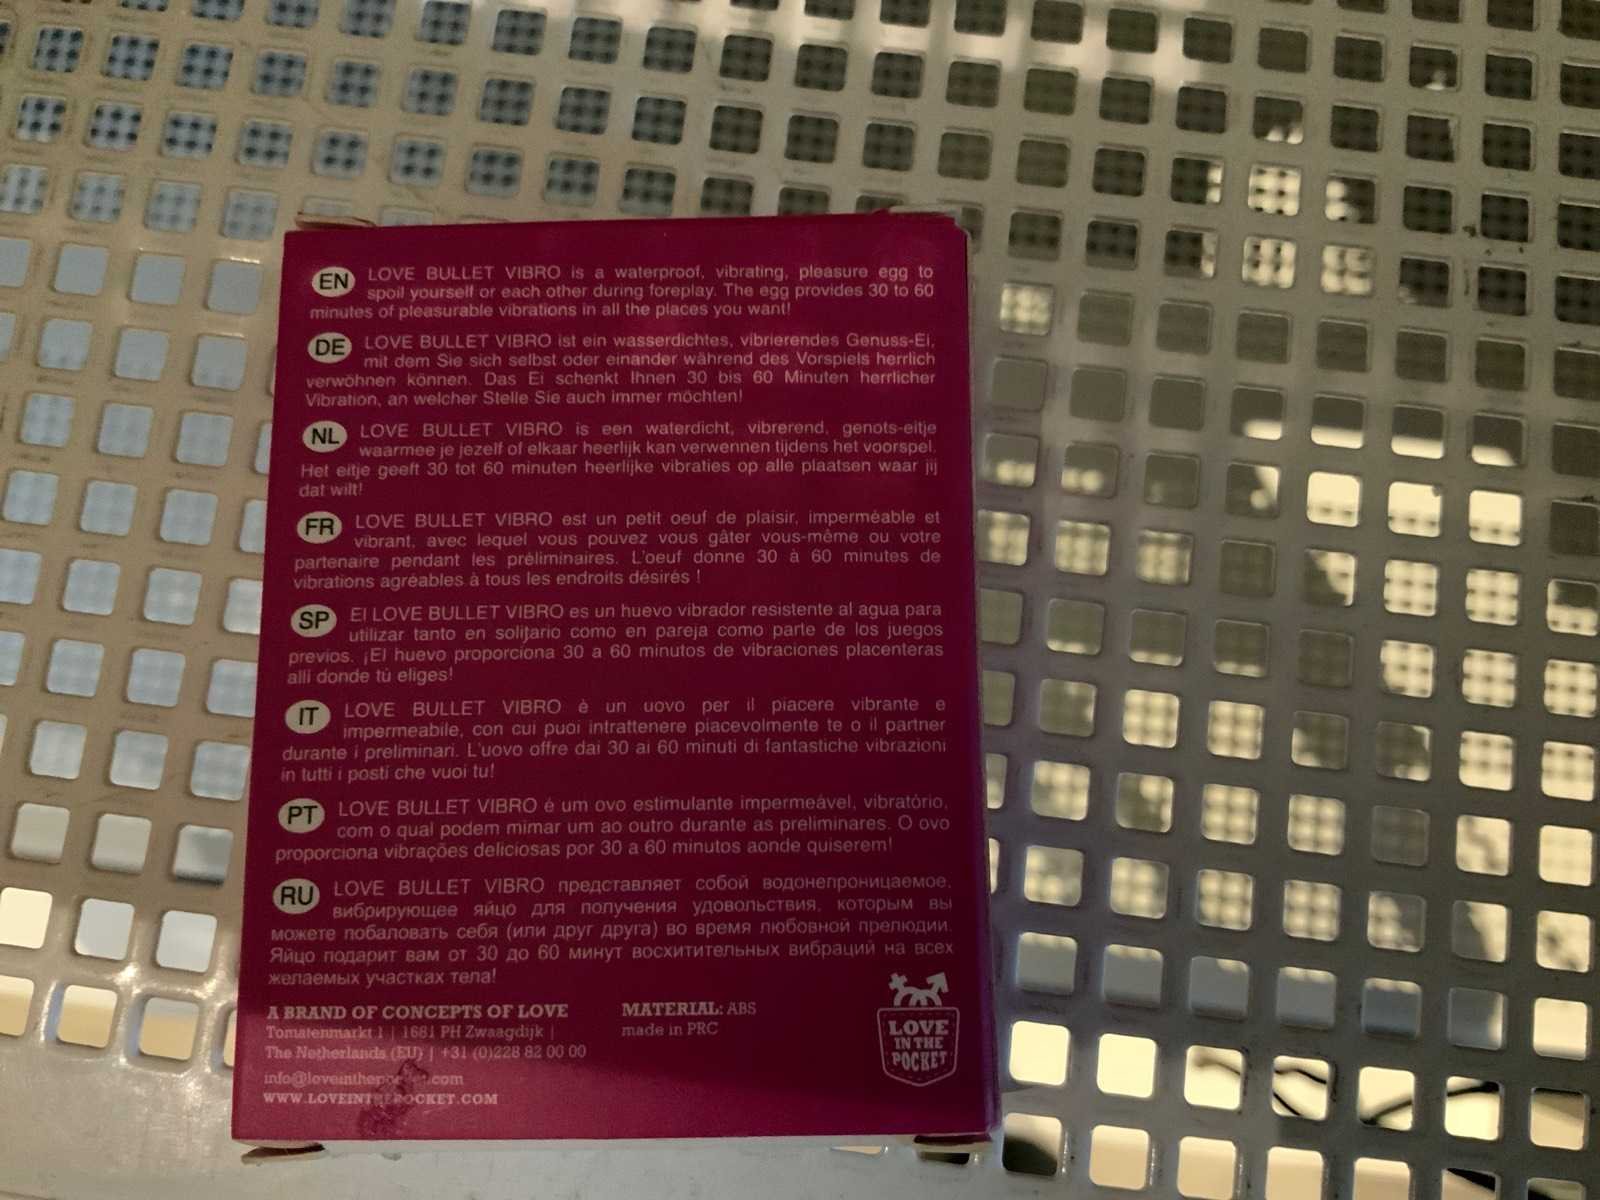 EN LOVE BULLET VIBRO is a waterproof, vibrating, pleasure egg to
spoil yourself or each other during foreplay. The egg provides 30 to 60
minutes of pleasurable vibrations in all the places you want!
DE LOVE BULLET VIBRO ist ein wasserdichtes, vibrierendes Genuss-Ei,
mit dem Sie sich selbst oder einander während des Vorspiels herrlich
verwöhnen können. Das Ei schenkt Ihnen 30 bis 60 Minuten herrlicher
Vibration, an welcher Stelle Sie auch immer möchten!
NL LOVE BULLET VIBRO is een waterdicht, vibrerend, genots-eitje
waarmee je jezelf of elkaar heerlijk kan verwennen tijdens het voorspel.
Het eitje geeft 30 tot 60 minuten heerlijke vibraties op alle plaatsen waar jij
dat wilt!
FR LOVE BULLET VIBRO est un petit oeuf de plaisir, imperméable et
vibrant, avec lequel vous pouvez vous gâter vous-même ou votre
partenaire pendant les préliminaires. L'oeuf donne 30 à 60 minutes de
vibrations agréables à tous les endroits désirés !
SP El LOVE BULLET VIBRO es un huevo vibrador resistente al agua para
utilizar tanto en solitario como en pareja como parte de los juegos
previos. ¡El huevo proporciona 30 a 60 minutos de vibraciones placenteras
allí donde tú eliges!
IT LOVE BULLET VIBRO è un uovo per il piacere vibrante e
impermeabile, con cui puoi intrattenere piacevolmente te o il partner
durante i preliminari. L'uovo offre dai 30 ai 60 minuti di fantastiche vibrazioni
in tutti i posti che vuoi tu!
PT LOVE BULLET VIBRO é um ovo estimulante impermeável, vibratório,
com o qual podem mimar um ao outro durante as preliminares. O ovo
proporciona vibrações deliciosas por 30 a 60 minutos aonde quiserem!
RU LOVE BULLET VIBRO представляет собой водонепроницаемое,
вибрирующее яйцо для получения удовольствия, которым вы
можете побаловать себя (или друг друга) во время любовной прелюдии.
Яйцо подарит вам от 30 до 60 минут восхитительных вибраций на всех
желаемых участках тела!
A BRAND OF CONCEPTS OF LOVE
Tomatenmarkt 1 | 1681 PH Zwaagdijk |
The Netherlands (EU) | +31 (0)228 82 00 00
info@loveinthepocket.com
WWW.LOVEINTHEPOCKET.COM
MATERIAL: ABS
made in PRC
LOVE
IN THE
POCKET